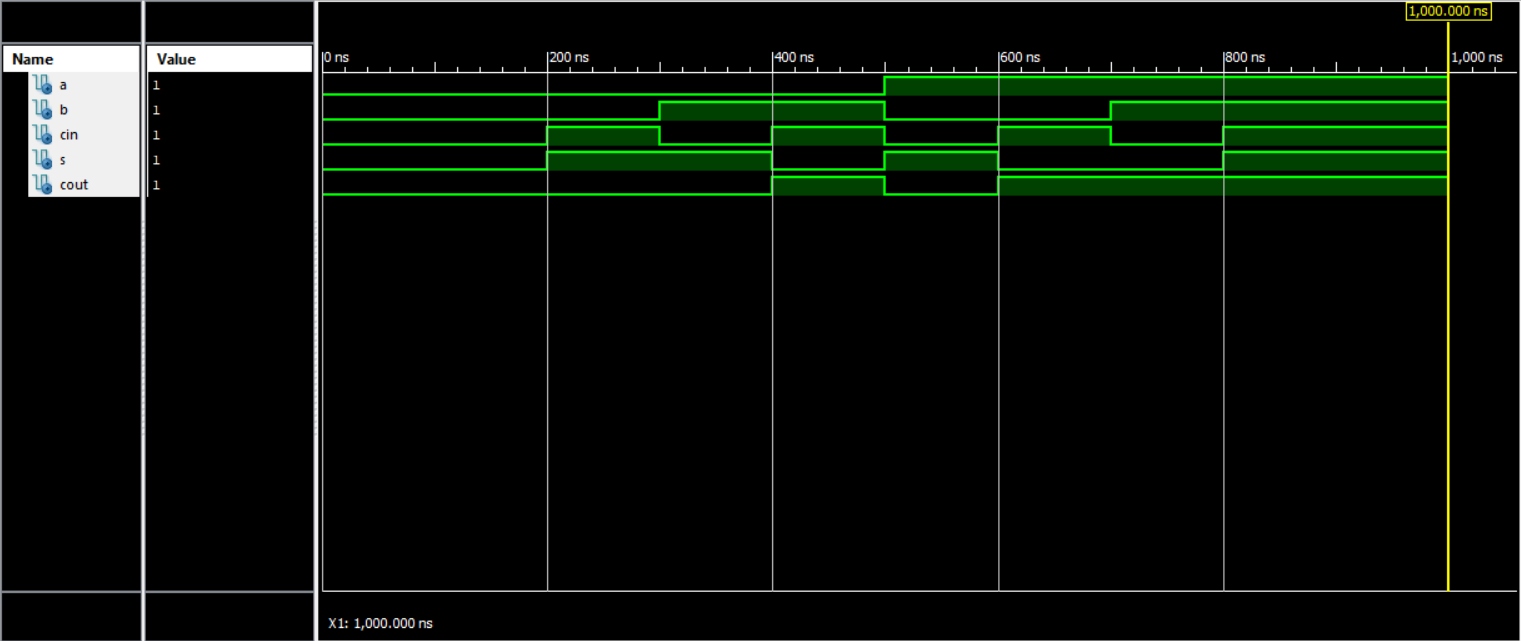 1,000.000 ns
Name Value
0 ns 200 ns 400 ns 600 ns 800 ns 1,000 ns
a 1
b 1
cin 1
s 1
cout 1
X1: 1,000.000 ns